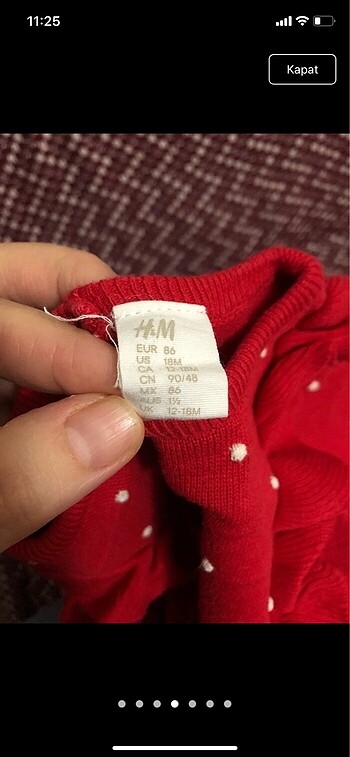 11:25
Kapat
H&M
EUR 86
US 18M
CA 12-18M
CN 90/48
MX 86
AUS 1½
UK 12-18M